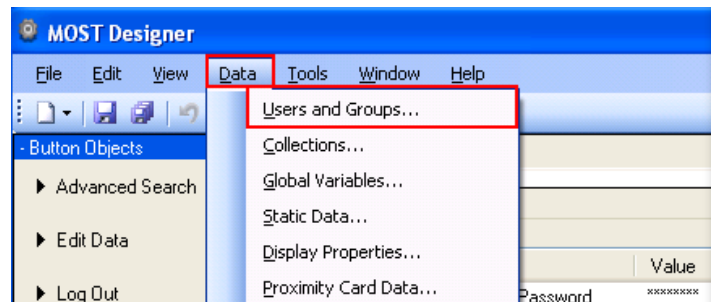 MOST Designer
File Edit View Data Tools Window Help
Users and Groups...
- Button Objects
Collections...
Advanced Search
Global Variables...
Static Data...
Edit Data
Display Properties...
Value
Log Out
Proximity Card Data...
Password ********